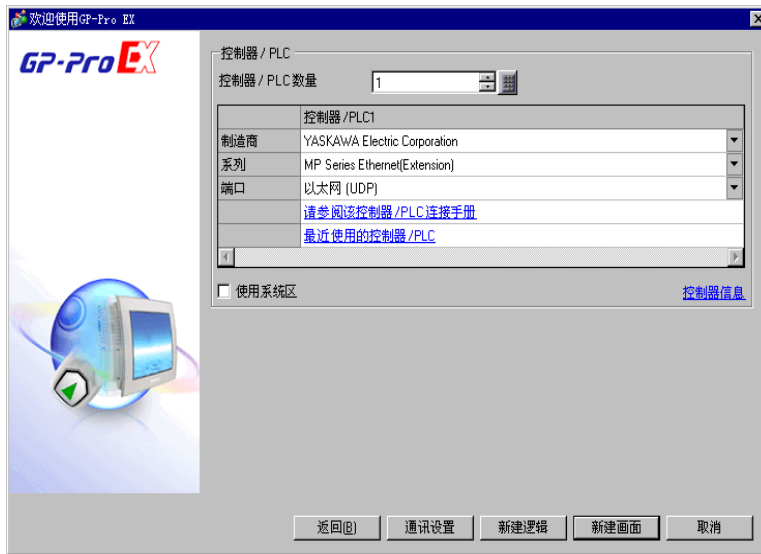 欢迎使用GP-Pro EX
GP-Pro EX
控制器 / PLC
控制器 / PLC数量 1
控制器/PLC1
制造商 YASKAWA Electric Corporation
系列 MP Series Ethernet(Extension)
端口 以太网 (UDP)
请参阅该控制器/PLC连接手册
最近使用的控制器/PLC
使用系统区 控制器信息
返回(B) 通讯设置 新建逻辑 新建画面 取消